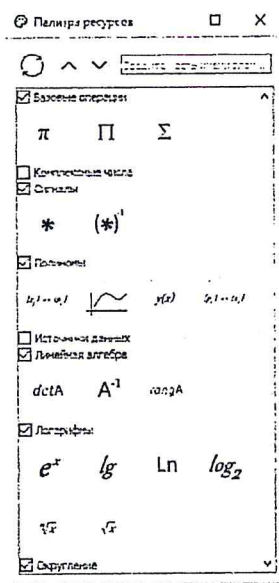 Палитра ресурсов
Базовые операции
π Π Σ
Комплексные числа
Сигналы
* (*)⁻¹
Полиномы
y(x)
Источники данных
Линейная алгебра
detA A⁻¹ rangA
Логарифмы
eˣ lg Ln log₂
ⁿ√x √x
Округление